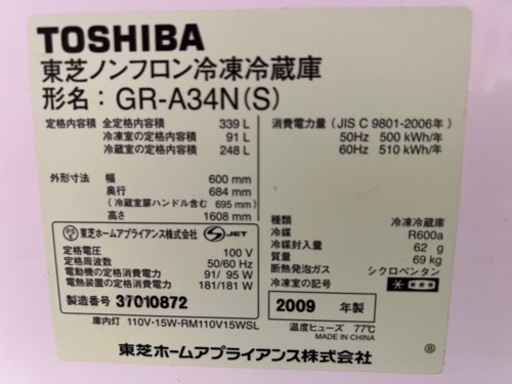 TOSHIBA
東芝ノンフロン冷凍冷蔵庫
形名: GR-A34N(S)
定格内容積 全定格内容積 339 L
冷凍室の定格内容積 91 L
冷蔵室の定格内容積 248 L
外形寸法 幅 600 mm
奥行 684 mm
(冷蔵室扉ハンドル含む 695 mm)
高さ 1608 mm
東芝ホームアプライアンス株式会社 JET
定格電圧 100 V
定格周波数 50/60 Hz
電動機の定格消費電力 91/ 95 W
電熱装置の定格消費電力 181/181 W
製造番号 37010872
庫内灯 110V-15W・RM110V15WSL
消費電力量 (JIS C 9801-2006年)
50Hz 500 kWh/年
60Hz 510 kWh/年
種類 冷凍冷蔵庫
冷媒 R600a
冷媒封入量 62 g
質量 69 kg
断熱発泡ガス シクロペンタン
冷凍室の記号
2009 年製
温度ヒューズ 77℃
MADE IN CHINA
東芝ホームアプライアンス株式会社